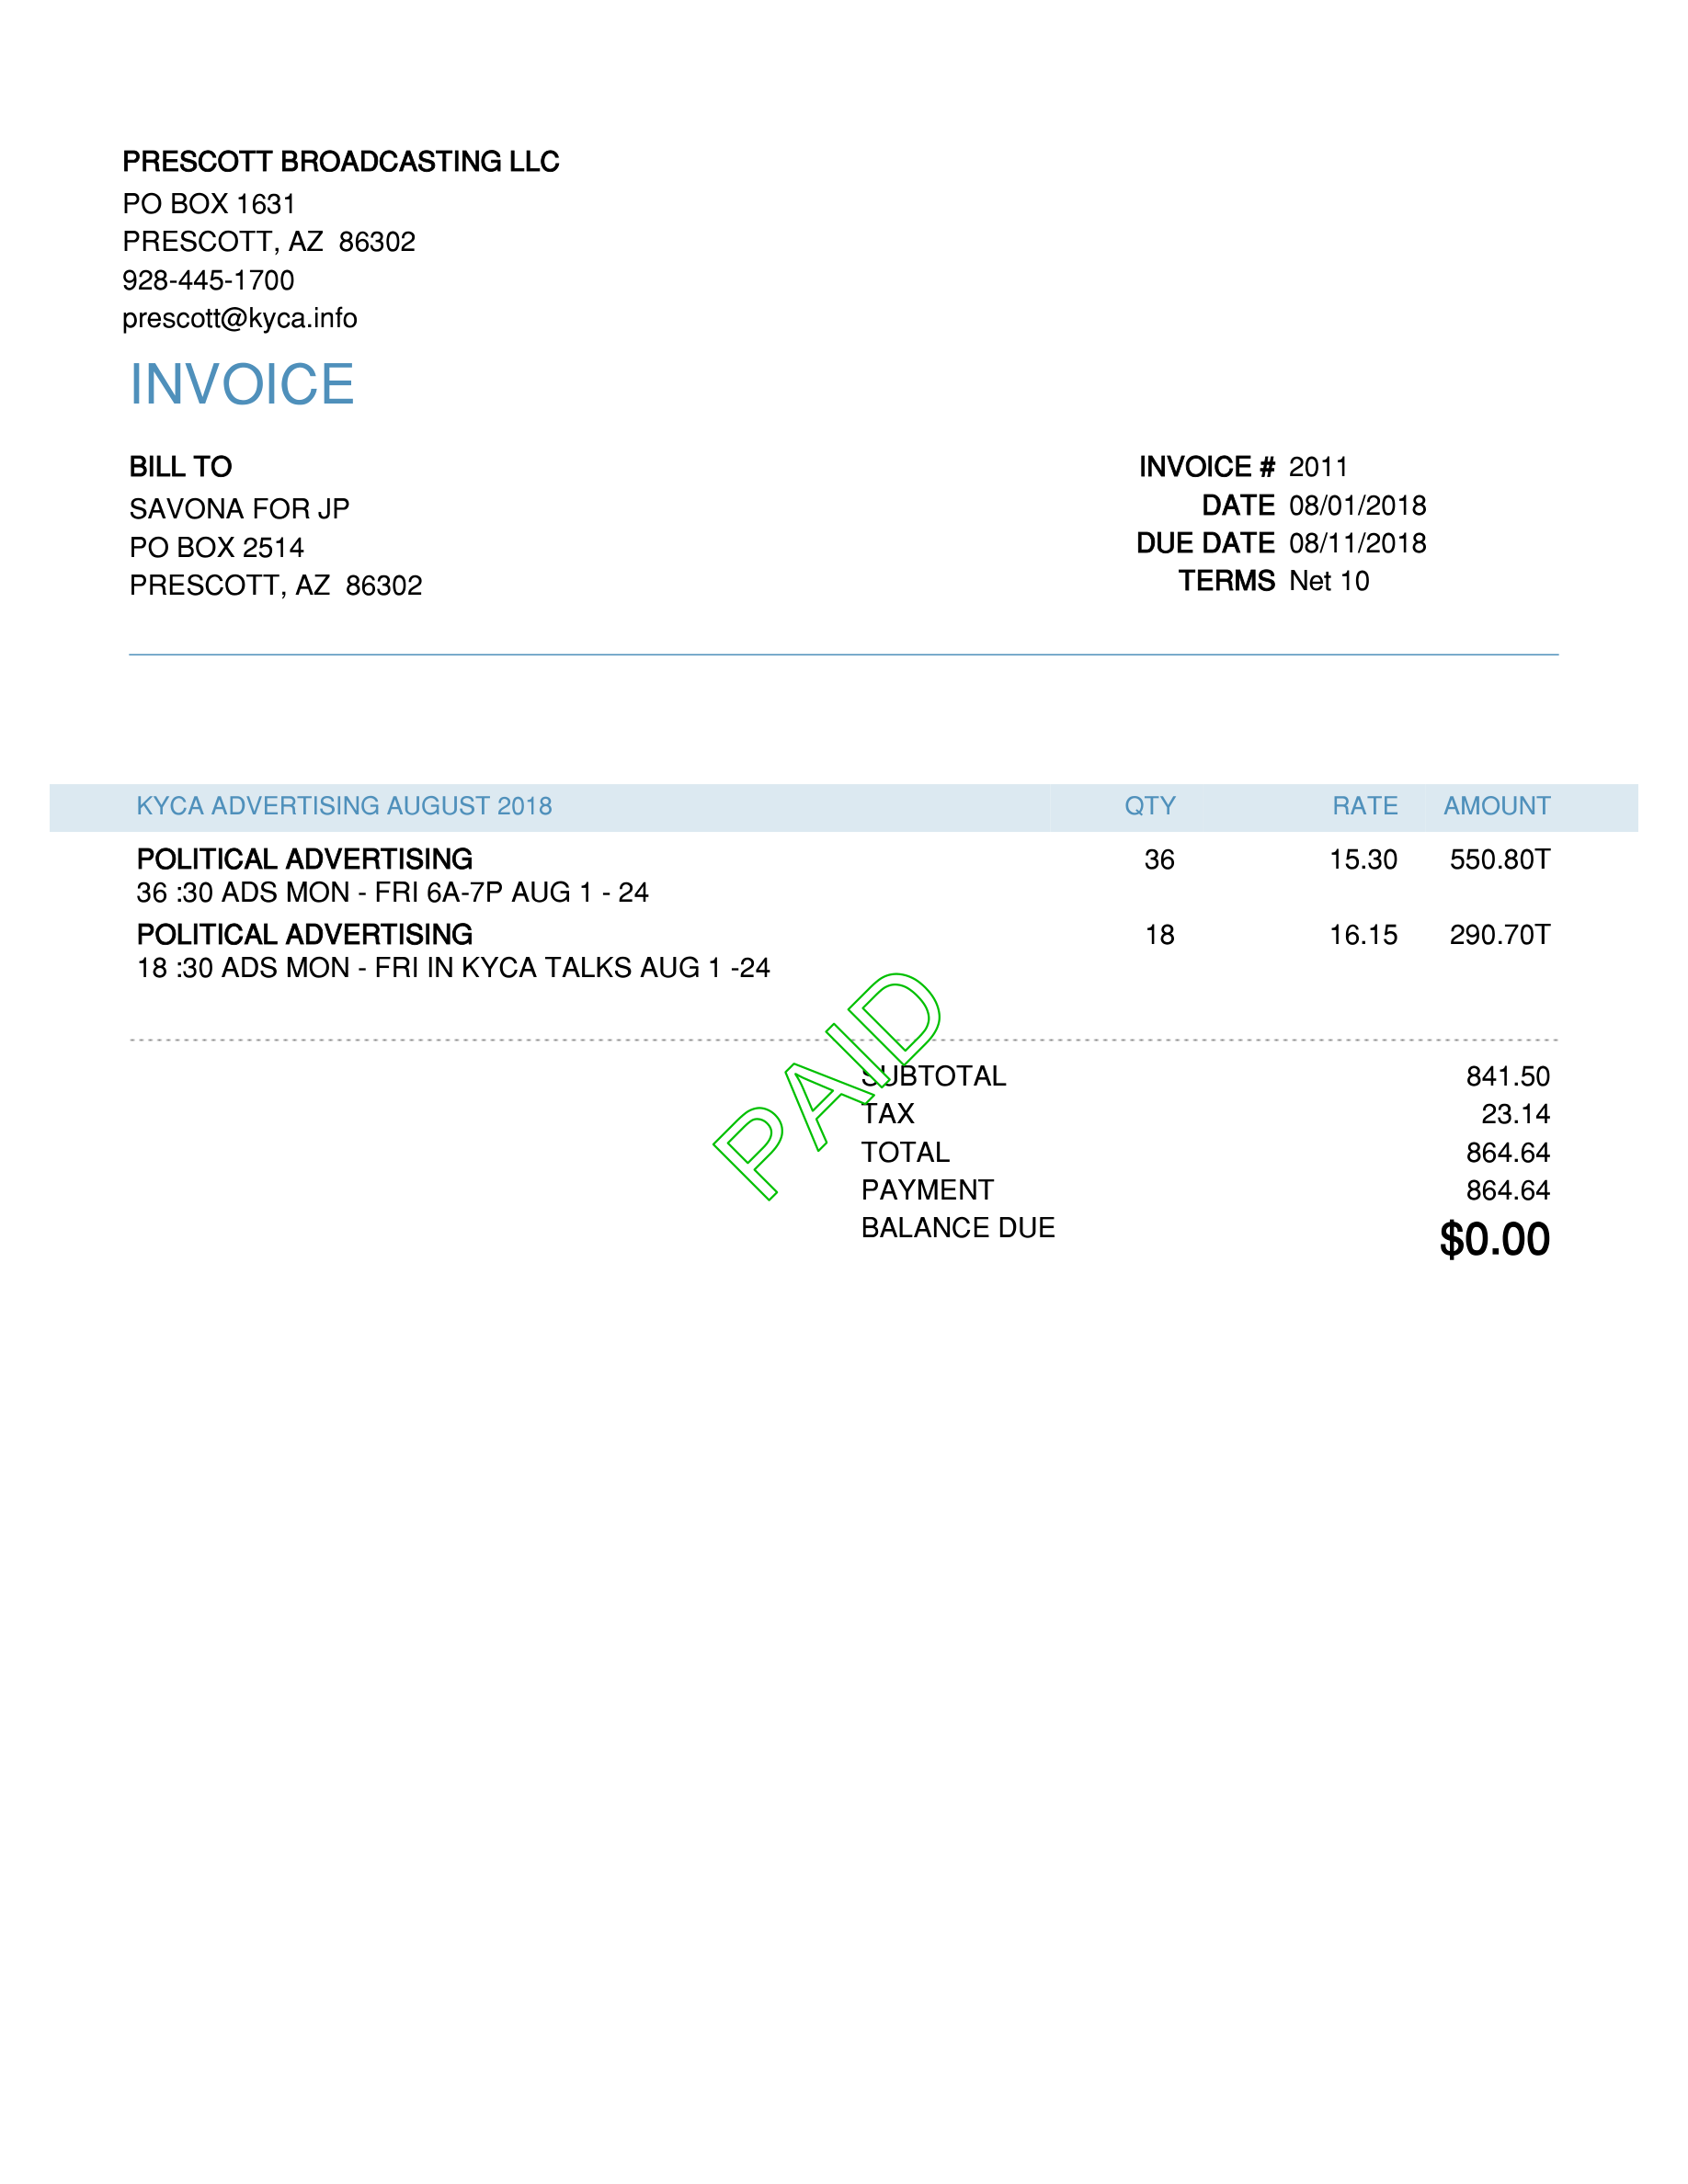 PRESCOTT BROADCASTING LLC
PO BOX 1631
PRESCOTT, AZ  86302
928-445-1700
prescott@kyca.info
INVOICE
BILL TO
SAVONA FOR JP
PO BOX 2514
PRESCOTT, AZ  86302
INVOICE # 2011
DATE 08/01/2018
DUE DATE 08/11/2018
TERMS Net 10
KYCA ADVERTISING AUGUST 2018 QTY RATE AMOUNT
POLITICAL ADVERTISING 36 15.30 550.80T
36 :30 ADS MON - FRI 6A-7P AUG 1 - 24
POLITICAL ADVERTISING 18 16.15 290.70T
18 :30 ADS MON - FRI IN KYCA TALKS AUG 1 -24
PAID
SUBTOTAL 841.50
TAX 23.14
TOTAL 864.64
PAYMENT 864.64
BALANCE DUE $0.00